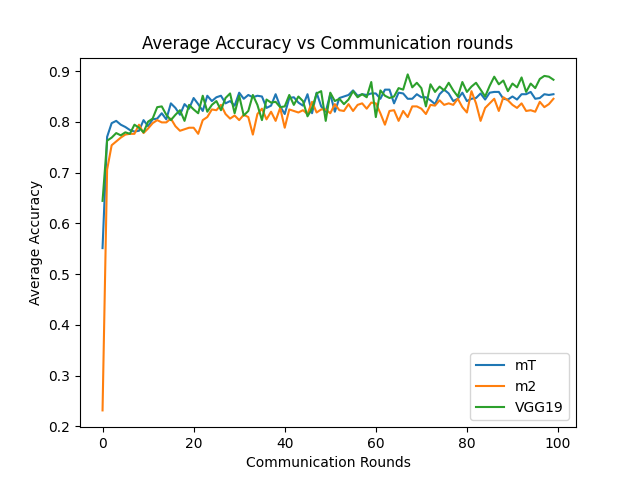 Average Accuracy vs Communication rounds
0.9
0.8
0.7
0.6
0.5
0.4
0.3
0.2
Average Accuracy
mT
m2
VGG19
0 20 40 60 80 100
Communication Rounds